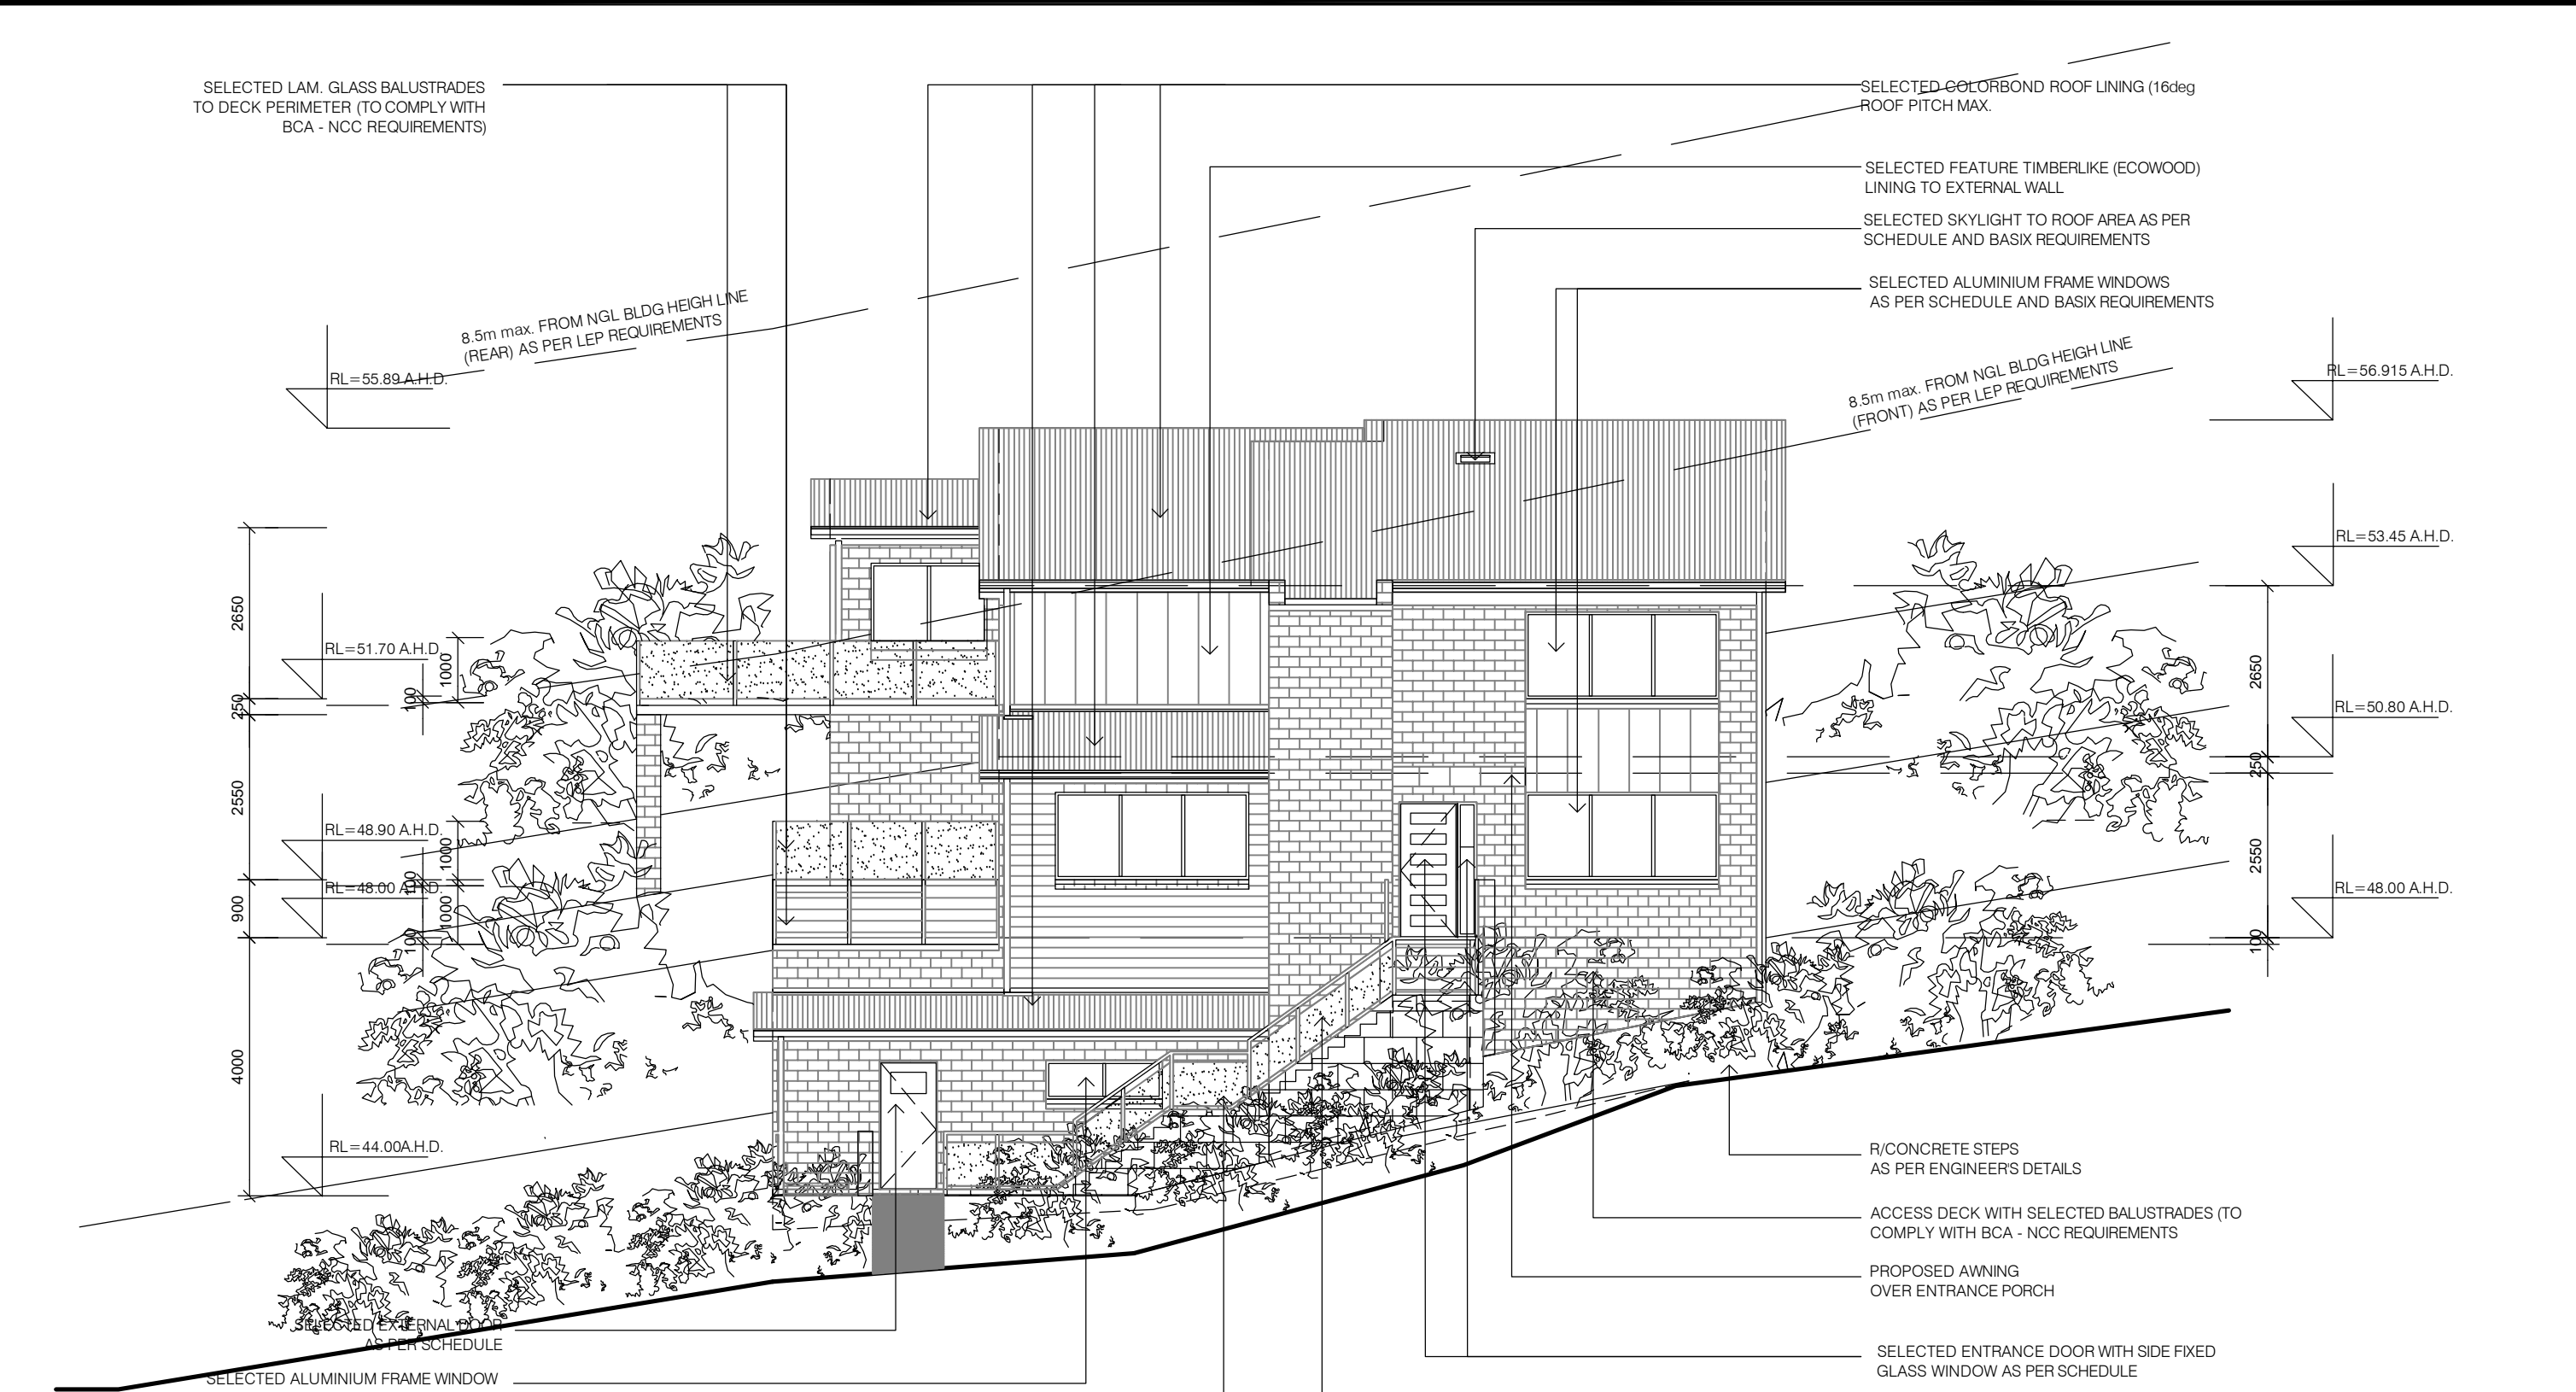 SELECTED LAM. GLASS BALUSTRADES
TO DECK PERIMETER (TO COMPLY WITH
BCA - NCC REQUIREMENTS)
SELECTED COLORBOND ROOF LINING (16deg
ROOF PITCH MAX.
SELECTED FEATURE TIMBERLIKE (ECOWOOD)
LINING TO EXTERNAL WALL
SELECTED SKYLIGHT TO ROOF AREA AS PER
SCHEDULE AND BASIX REQUIREMENTS
SELECTED ALUMINIUM FRAME WINDOWS
AS PER SCHEDULE AND BASIX REQUIREMENTS
8.5m max. FROM NGL BLDG HEIGH LINE
(REAR) AS PER LEP REQUIREMENTS
8.5m max. FROM NGL BLDG HEIGH LINE
(FRONT) AS PER LEP REQUIREMENTS
RL=55.89 A.H.D.
RL=56.915 A.H.D.
RL=53.45 A.H.D.
2650
RL=51.70 A.H.D.
1000
100
250
2550
RL=48.90 A.H.D.
1000
100
RL=48.00 A.H.D.
900
1000
100
4000
RL=44.00A.H.D.
2650
RL=50.80 A.H.D.
250
2550
RL=48.00 A.H.D.
100
R/CONCRETE STEPS
AS PER ENGINEER'S DETAILS
ACCESS DECK WITH SELECTED BALUSTRADES (TO
COMPLY WITH BCA - NCC REQUIREMENTS
PROPOSED AWNING
OVER ENTRANCE PORCH
SELECTED EXTERNAL DOOR
AS PER SCHEDULE
SELECTED ENTRANCE DOOR WITH SIDE FIXED
GLASS WINDOW AS PER SCHEDULE
SELECTED ALUMINIUM FRAME WINDOW